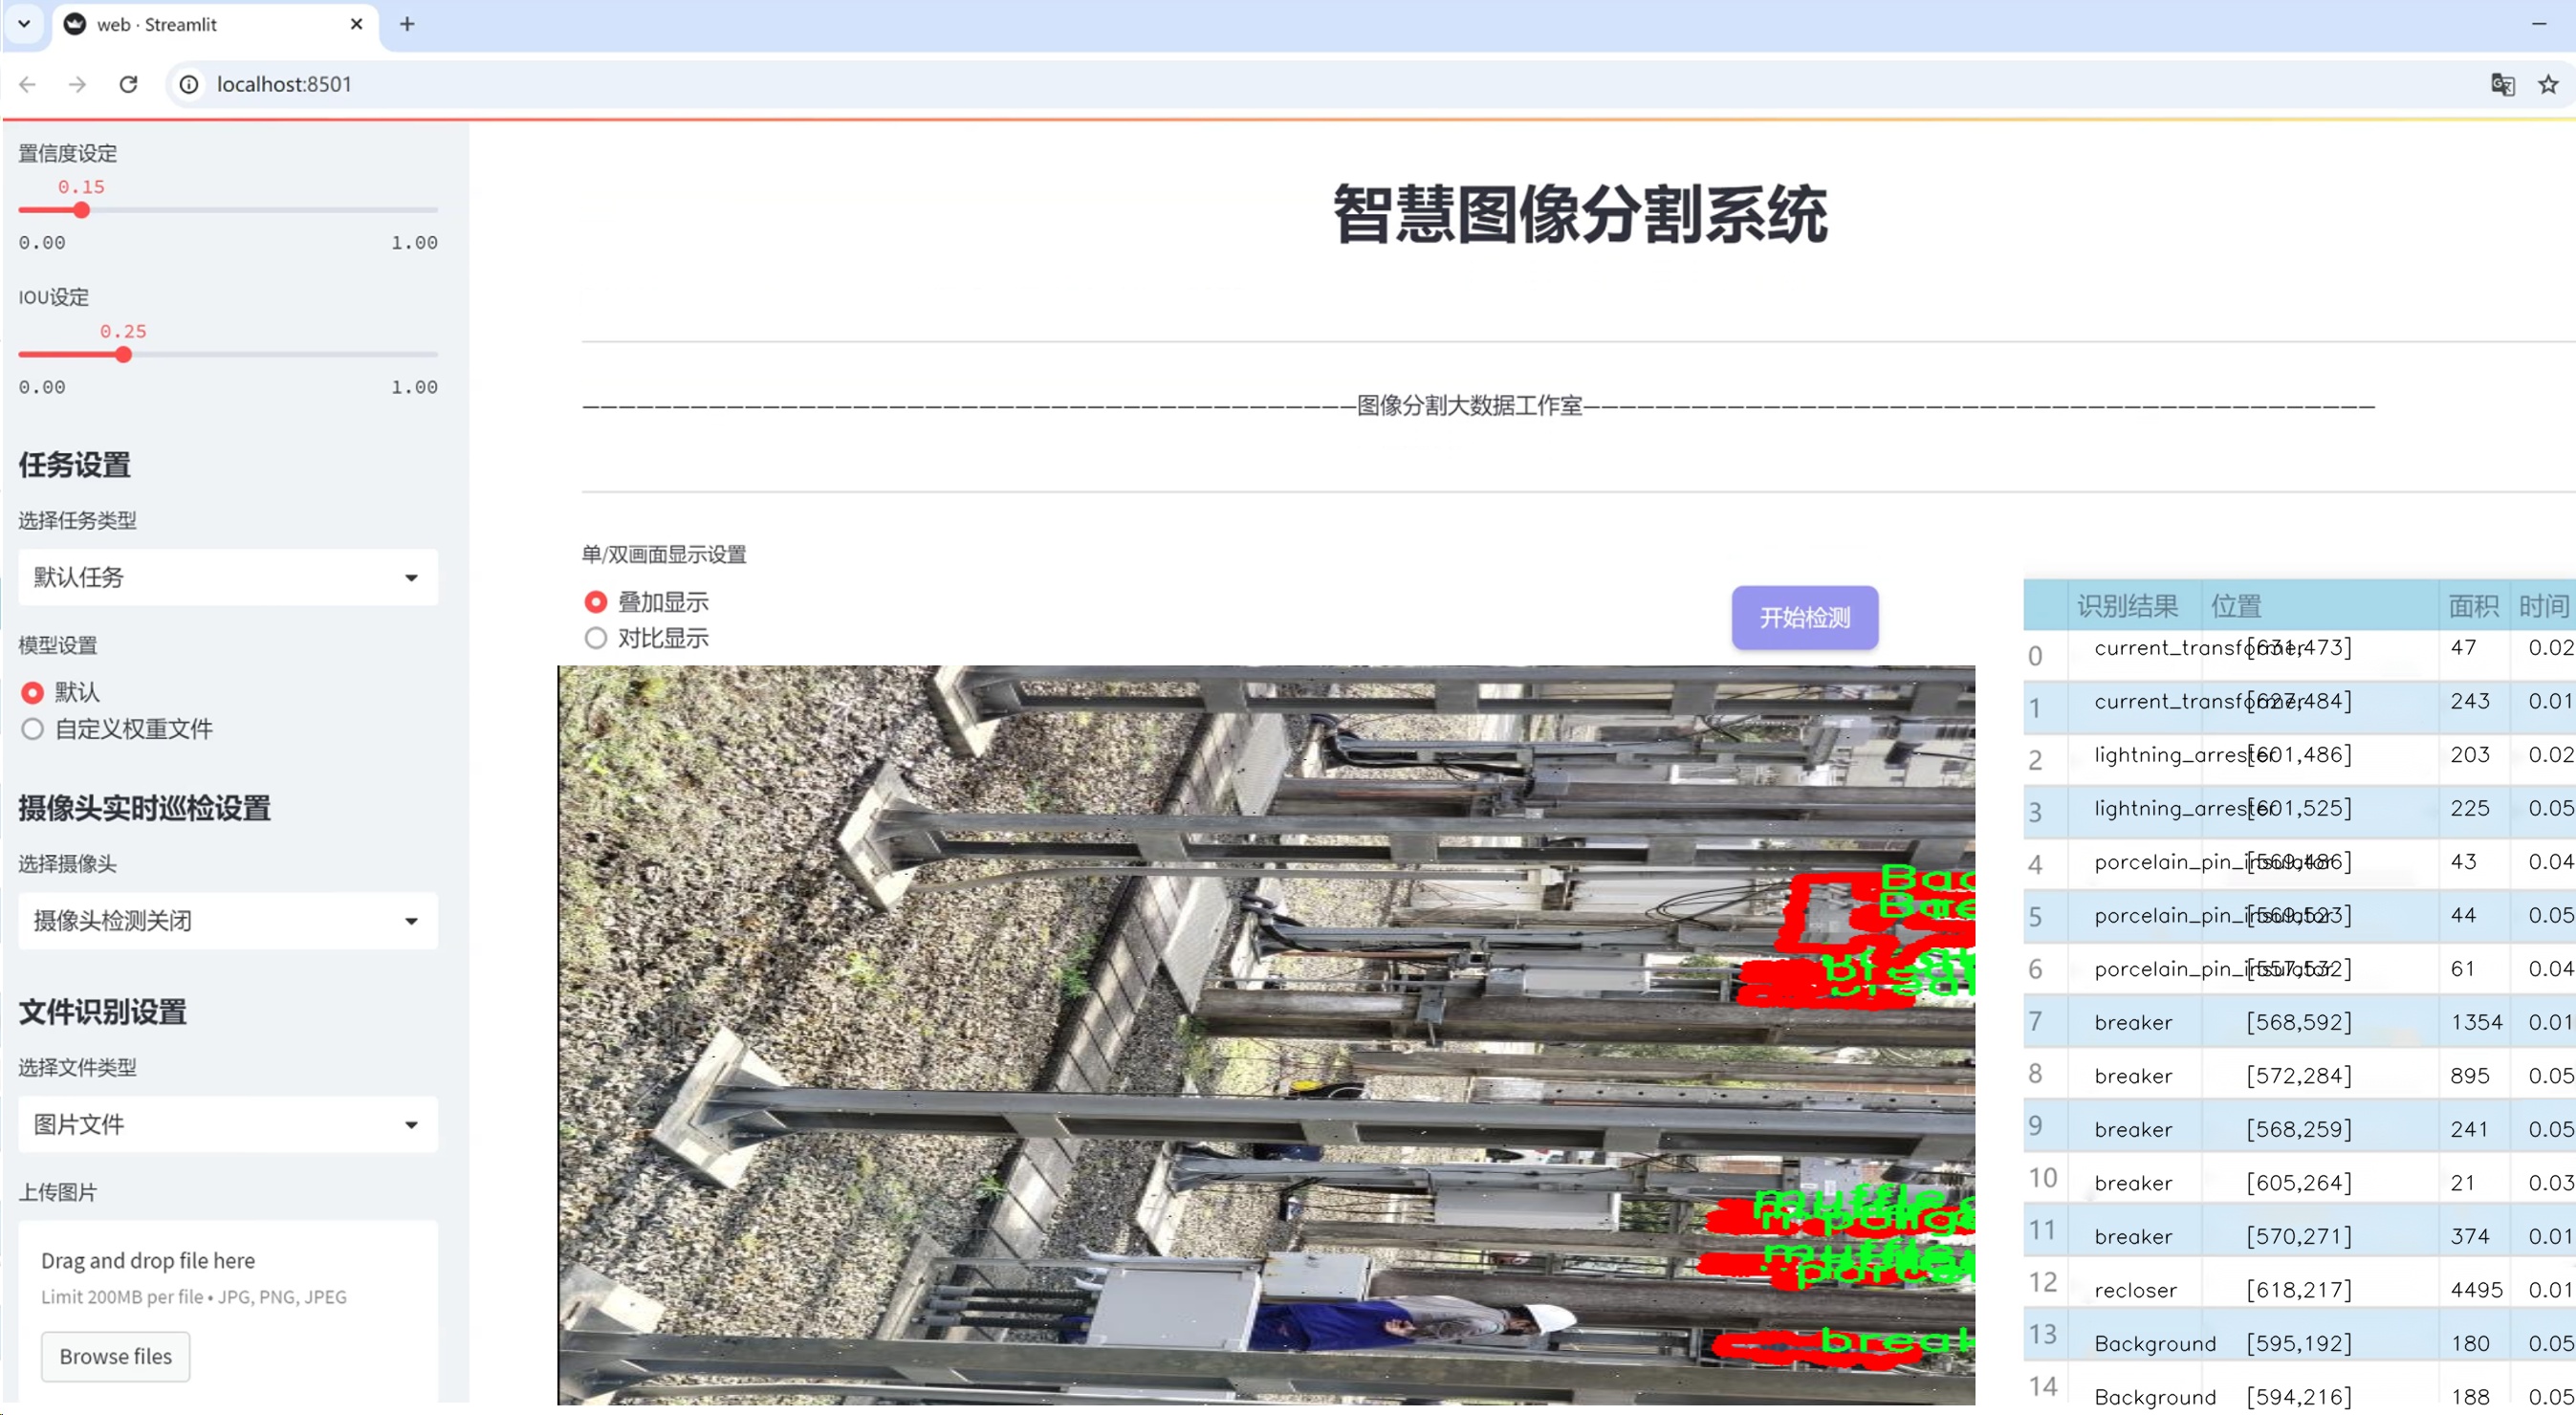 web · Streamlit
localhost:8501
置信度设定
0.15
0.00 1.00
IOU设定
0.25
0.00 1.00
任务设置
选择任务类型
默认任务
模型设置
默认
自定义权重文件
摄像头实时巡检设置
选择摄像头
摄像头检测关闭
文件识别设置
选择文件类型
图片文件
上传图片
Drag and drop file here
Limit 200MB per file • JPG, PNG, JPEG
Browse files
智慧图像分割系统
图像分割大数据工作室
单/双画面显示设置
叠加显示
对比显示
开始检测
识别结果 位置 面积 时间
0 current_transformer [631,473] 47 0.02
1 current_transformer [627,484] 243 0.01
2 lightning_arrester [601,486] 203 0.02
3 lightning_arrester [601,525] 225 0.05
4 porcelain_pin_insulator [569,486] 43 0.04
5 porcelain_pin_insulator [569,523] 44 0.05
6 porcelain_pin_insulator [557,532] 61 0.04
7 breaker [568,592] 1354 0.01
8 breaker [572,284] 895 0.05
9 breaker [568,259] 241 0.05
10 breaker [605,264] 21 0.03
11 breaker [570,271] 374 0.01
12 recloser [618,217] 4495 0.01
13 Background [595,192] 180 0.05
14 Background [594,216] 188 0.05
Bac
Bac
muffle
muffle
break